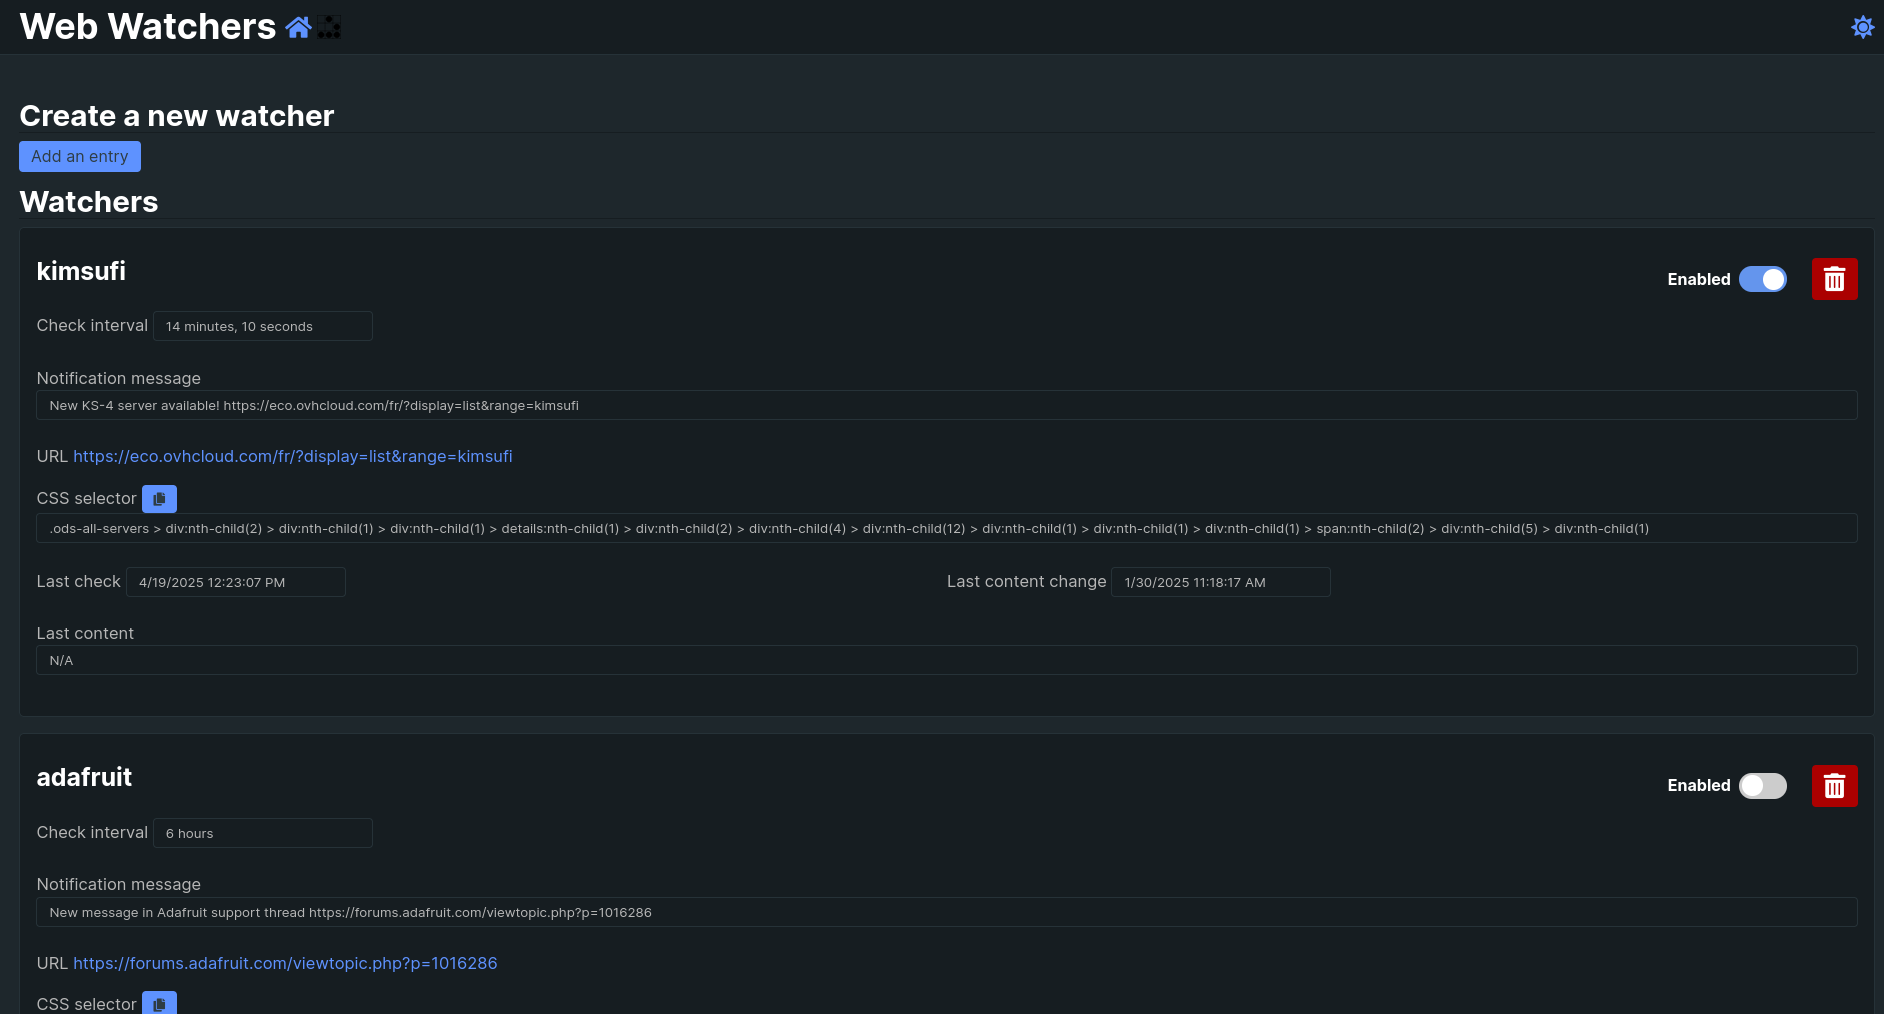 Web Watchers
Create a new watcher
Add an entry
Watchers
kimsufi
Enabled
Check interval 14 minutes, 10 seconds
Notification message
New KS-4 server available! https://eco.ovhcloud.com/fr/?display=list&range=kimsufi
URL https://eco.ovhcloud.com/fr/?display=list&range=kimsufi
CSS selector
.ods-all-servers > div:nth-child(2) > div:nth-child(1) > div:nth-child(1) > details:nth-child(1) > div:nth-child(2) > div:nth-child(4) > div:nth-child(12) > div:nth-child(1) > div:nth-child(1) > div:nth-child(1) > span:nth-child(2) > div:nth-child(5) > div:nth-child(1)
Last check 4/19/2025 12:23:07 PM
Last content change 1/30/2025 11:18:17 AM
Last content
N/A
adafruit
Enabled
Check interval 6 hours
Notification message
New message in Adafruit support thread https://forums.adafruit.com/viewtopic.php?p=1016286
URL https://forums.adafruit.com/viewtopic.php?p=1016286
CSS selector